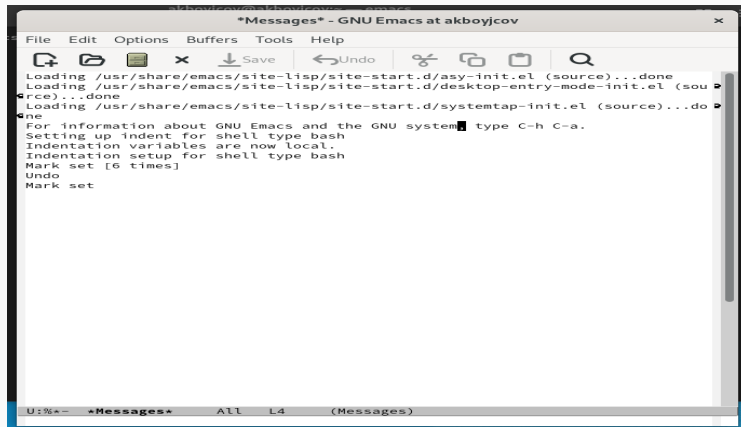 akboyjcov@akboyjcov:~ — emacs
*Messages* - GNU Emacs at akboyjcov
File Edit Options Buffers Tools Help
Save Undo
Loading /usr/share/emacs/site-lisp/site-start.d/asy-init.el (source)...done
Loading /usr/share/emacs/site-lisp/site-start.d/desktop-entry-mode-init.el (sou
rce)...done
Loading /usr/share/emacs/site-lisp/site-start.d/systemtap-init.el (source)...do
ne
For information about GNU Emacs and the GNU system, type C-h C-a.
Setting up indent for shell type bash
Indentation variables are now local.
Indentation setup for shell type bash
Mark set [6 times]
Undo
Mark set
U:%*- *Messages* All L4 (Messages)